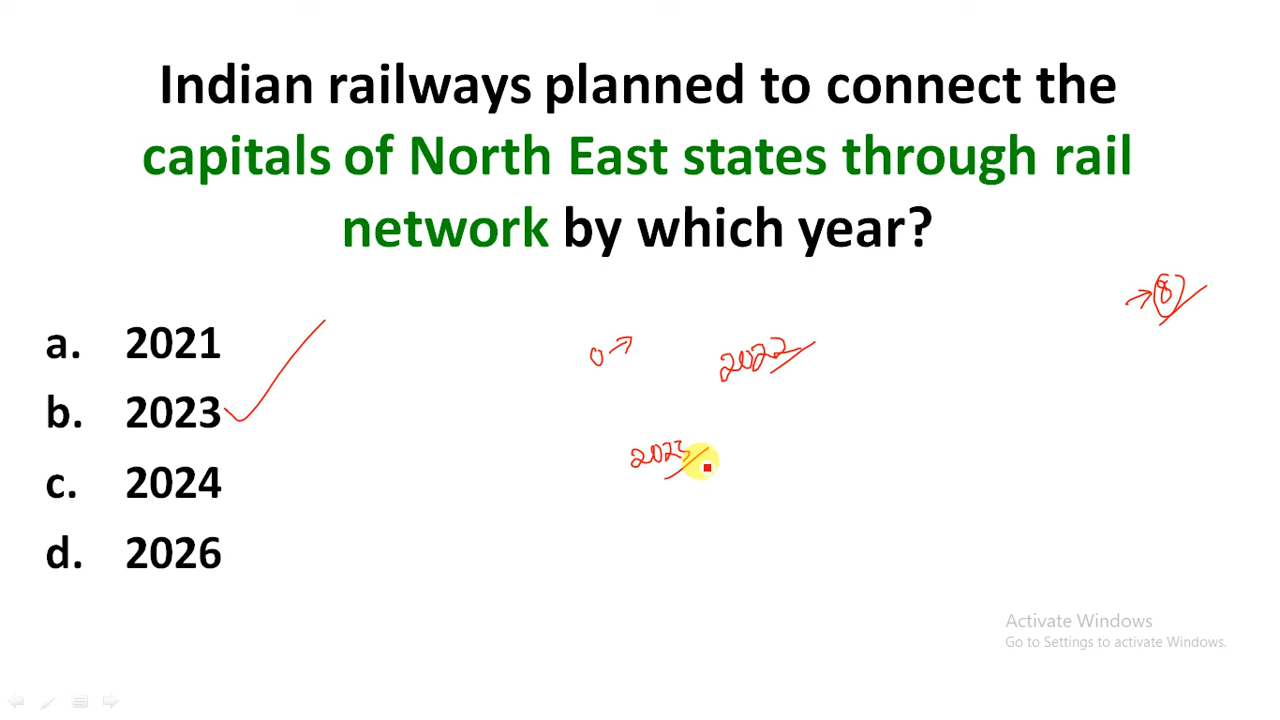 Indian railways planned to connect the
capitals of North East states through rail
network by which year?
8
a. 2021
0 → 2022
b. 2023
2023
c. 2024
d. 2026
Activate Windows
Go to Settings to activate Windows.